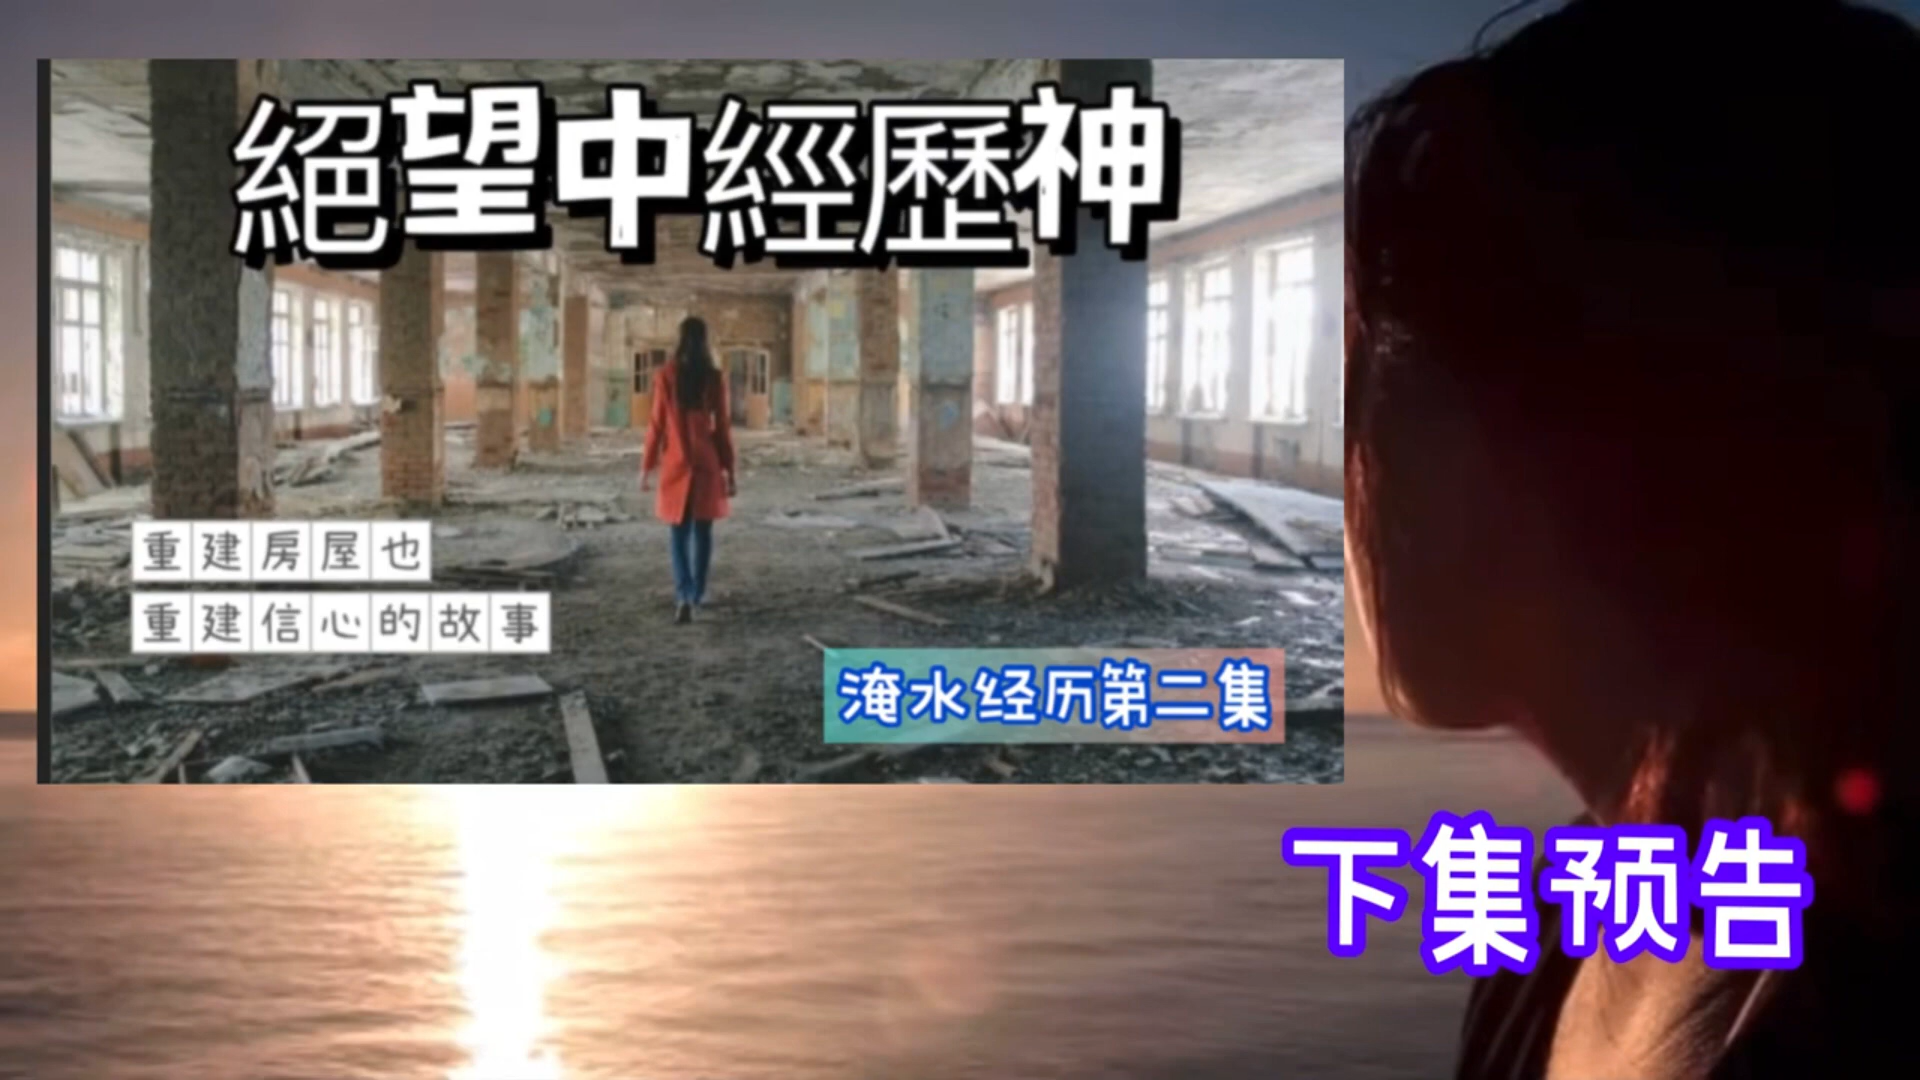 絕望中經歷神
重建房屋也
重建信心的故事
淹水经历第二集
下集预告